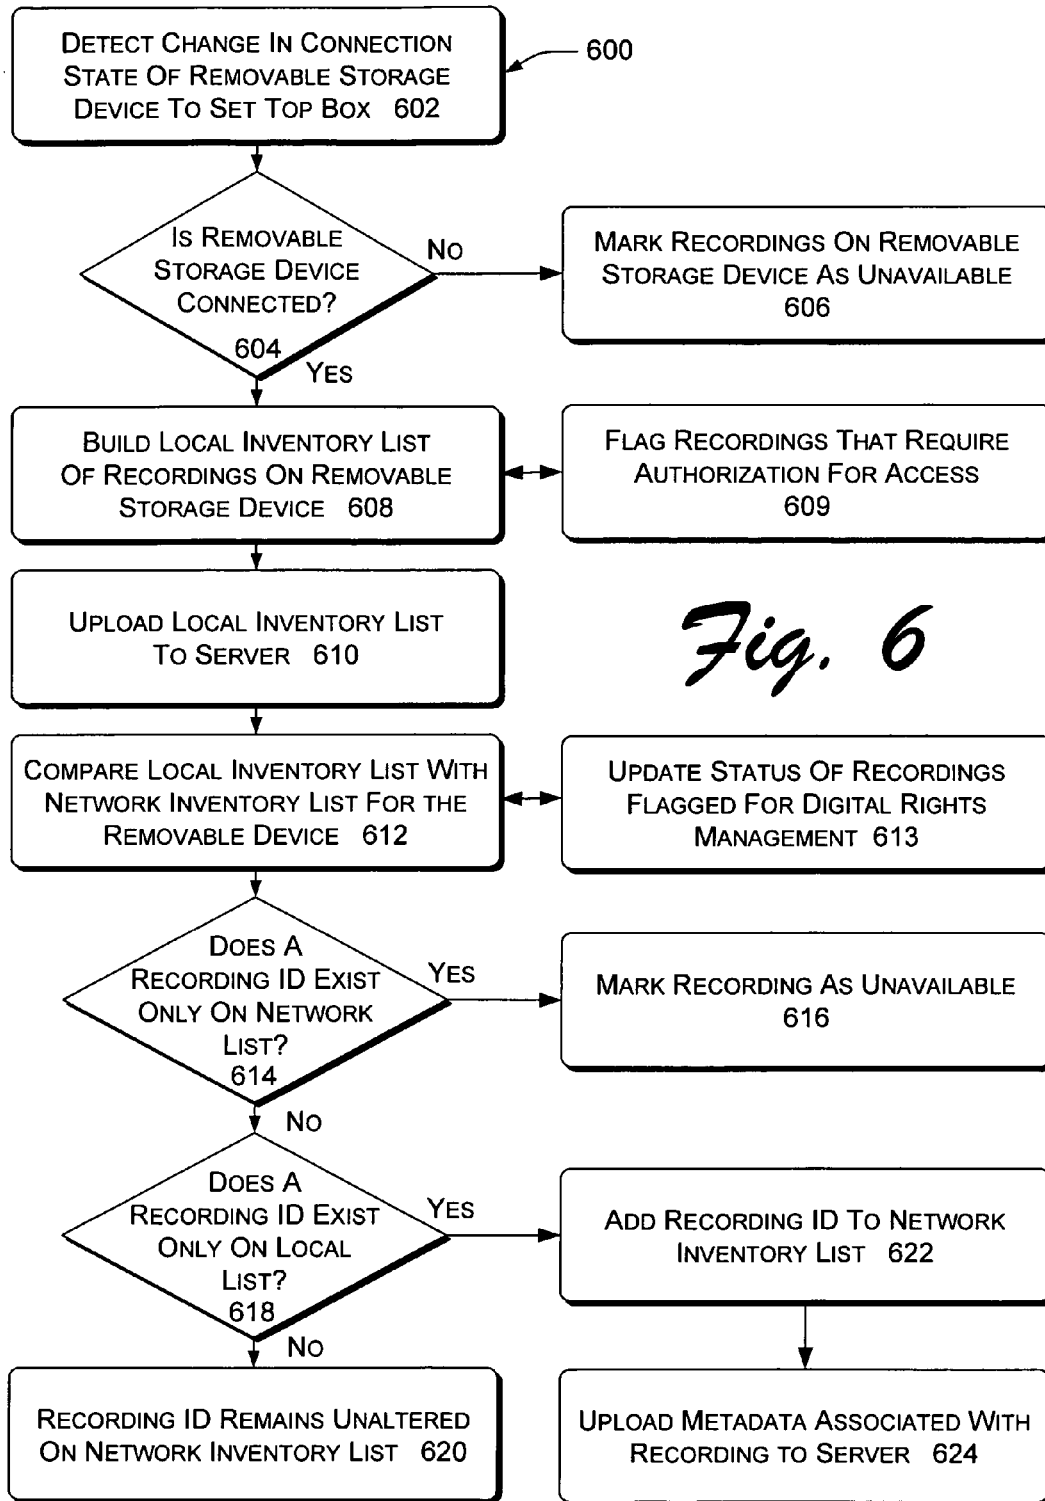 DETECT CHANGE IN CONNECTION
STATE OF REMOVABLE STORAGE
DEVICE TO SET TOP BOX 602
600
IS REMOVABLE
STORAGE DEVICE
CONNECTED?
604
NO
YES
MARK RECORDINGS ON REMOVABLE
STORAGE DEVICE AS UNAVAILABLE
606
BUILD LOCAL INVENTORY LIST
OF RECORDINGS ON REMOVABLE
STORAGE DEVICE 608
FLAG RECORDINGS THAT REQUIRE
AUTHORIZATION FOR ACCESS
609
UPLOAD LOCAL INVENTORY LIST
TO SERVER 610
Fig. 6
COMPARE LOCAL INVENTORY LIST WITH
NETWORK INVENTORY LIST FOR THE
REMOVABLE DEVICE 612
UPDATE STATUS OF RECORDINGS
FLAGGED FOR DIGITAL RIGHTS
MANAGEMENT 613
DOES A
RECORDING ID EXIST
ONLY ON NETWORK
LIST?
614
YES
NO
MARK RECORDING AS UNAVAILABLE
616
DOES A
RECORDING ID EXIST
ONLY ON LOCAL
LIST?
618
YES
NO
ADD RECORDING ID TO NETWORK
INVENTORY LIST 622
RECORDING ID REMAINS UNALTERED
ON NETWORK INVENTORY LIST 620
UPLOAD METADATA ASSOCIATED WITH
RECORDING TO SERVER 624